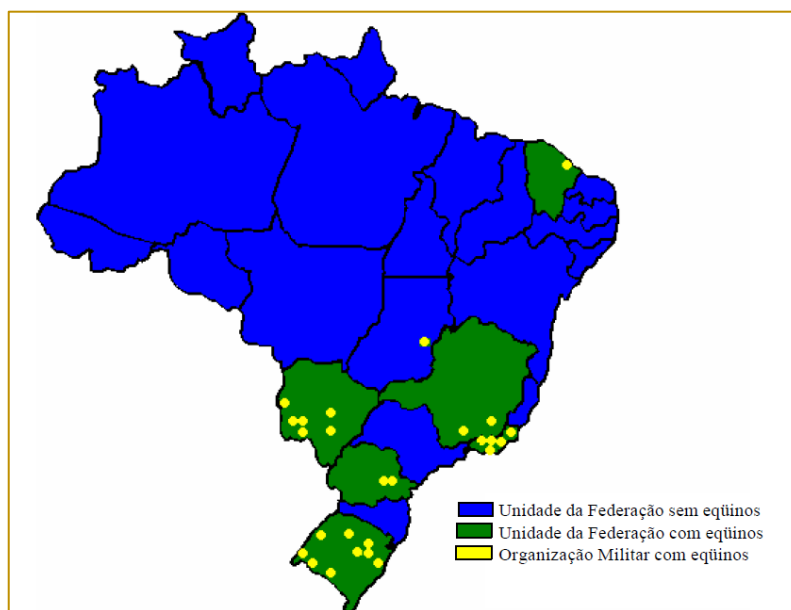 Unidade da Federação sem eqüinos
Unidade da Federação com eqüinos
Organização Militar com eqüinos